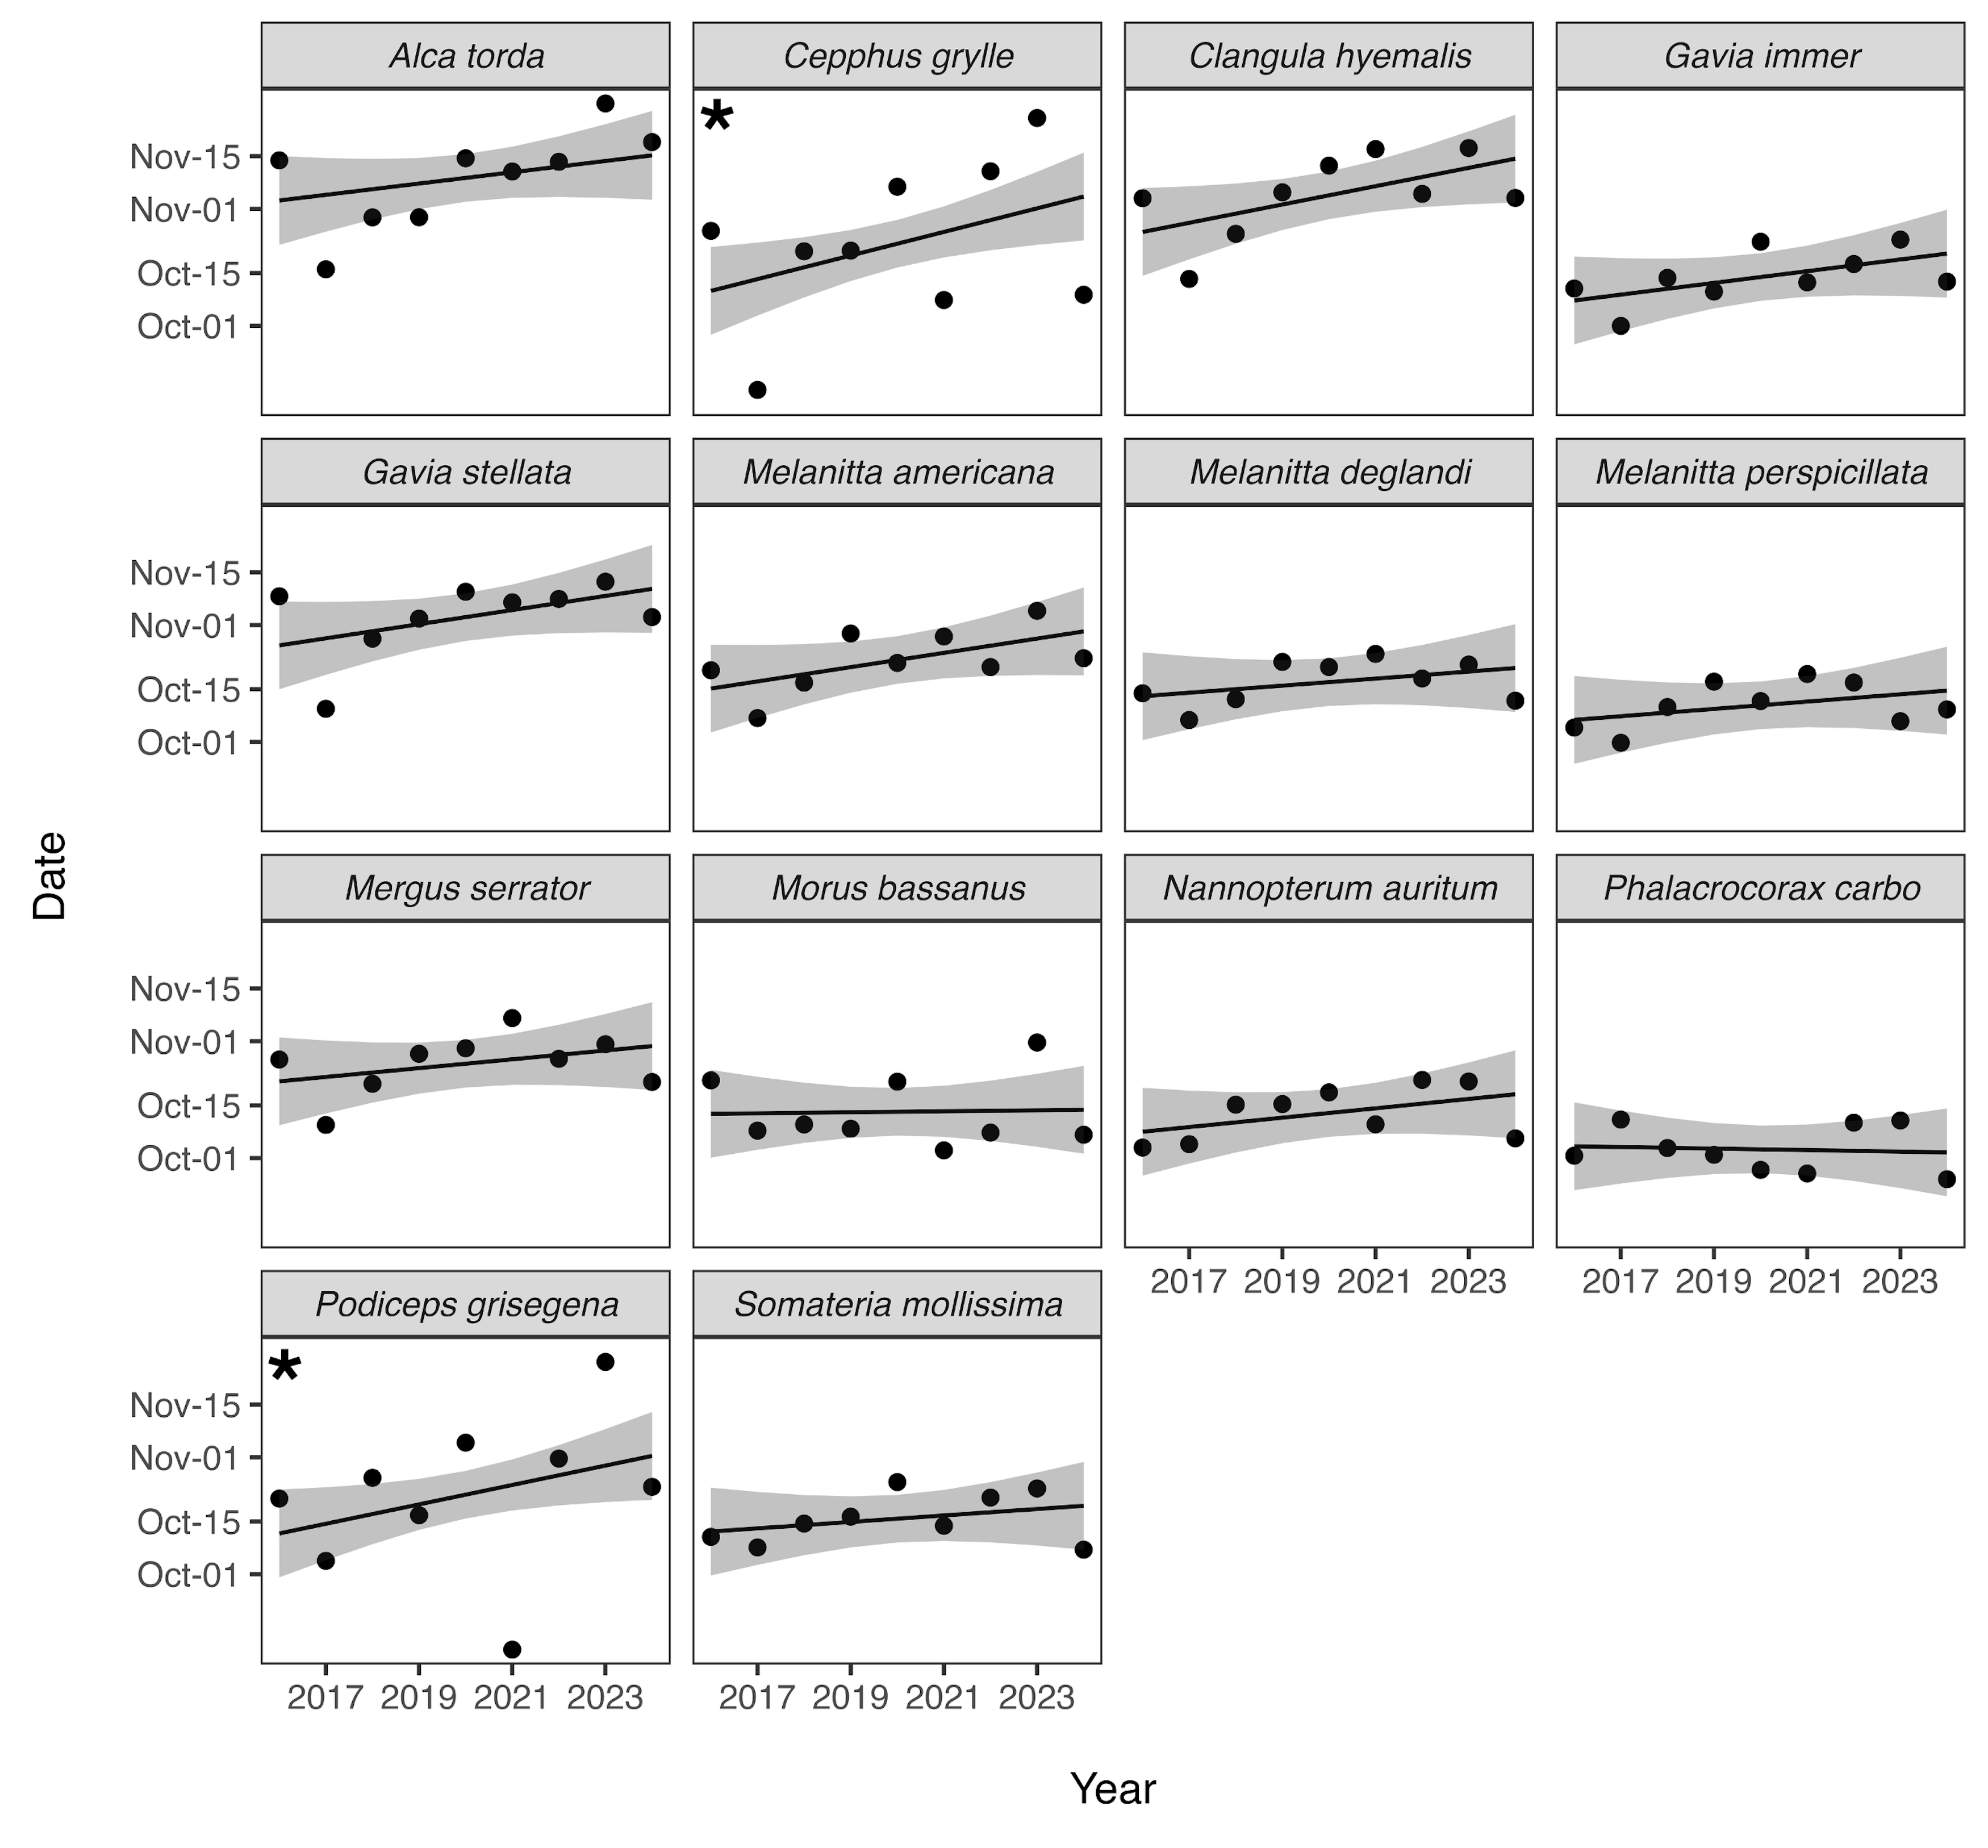 Alca torda
Cepphus grylle
Clangula hyemalis
Gavia immer
*
Nov-15
Nov-01
Oct-15
Oct-01
Gavia stellata
Melanitta americana
Melanitta deglandi
Melanitta perspicillata
Nov-15
Nov-01
Oct-15
Oct-01
Date
Mergus serrator
Morus bassanus
Nannopterum auritum
Phalacrocorax carbo
Nov-15
Nov-01
Oct-15
Oct-01
2017 2019 2021 2023
2017 2019 2021 2023
Podiceps grisegena
Somateria mollissima
*
Nov-15
Nov-01
Oct-15
Oct-01
2017 2019 2021 2023
2017 2019 2021 2023
Year